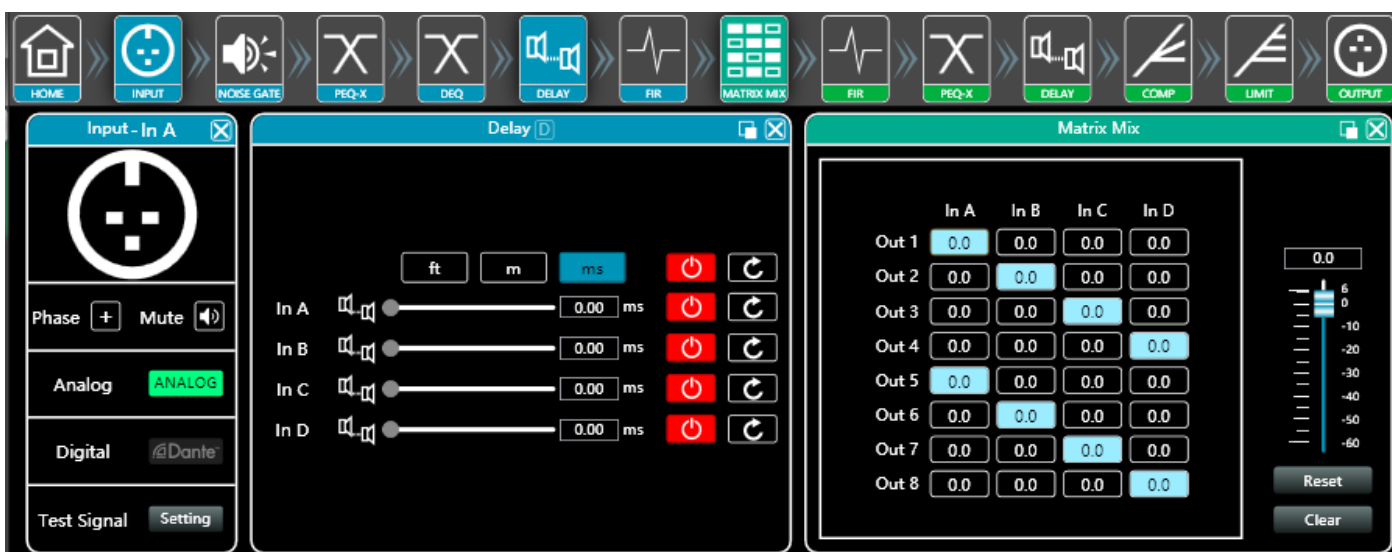 HOME INPUT NOISE GATE PEQ-X DEQ DELAY FIR MATRIX MIX FIR PEQ-X DELAY COMP LIMIT OUTPUT
Input - In A
Phase + Mute
Analog ANALOG
Digital Dante
Test Signal Setting
Delay D
ft m ms
In A 0.00 ms
In B 0.00 ms
In C 0.00 ms
In D 0.00 ms
Matrix Mix
In A In B In C In D
Out 1 0.0 0.0 0.0 0.0
Out 2 0.0 0.0 0.0 0.0
Out 3 0.0 0.0 0.0 0.0
Out 4 0.0 0.0 0.0 0.0
Out 5 0.0 0.0 0.0 0.0
Out 6 0.0 0.0 0.0 0.0
Out 7 0.0 0.0 0.0 0.0
Out 8 0.0 0.0 0.0 0.0
0.0
6
0
-10
-20
-30
-40
-50
-60
Reset
Clear